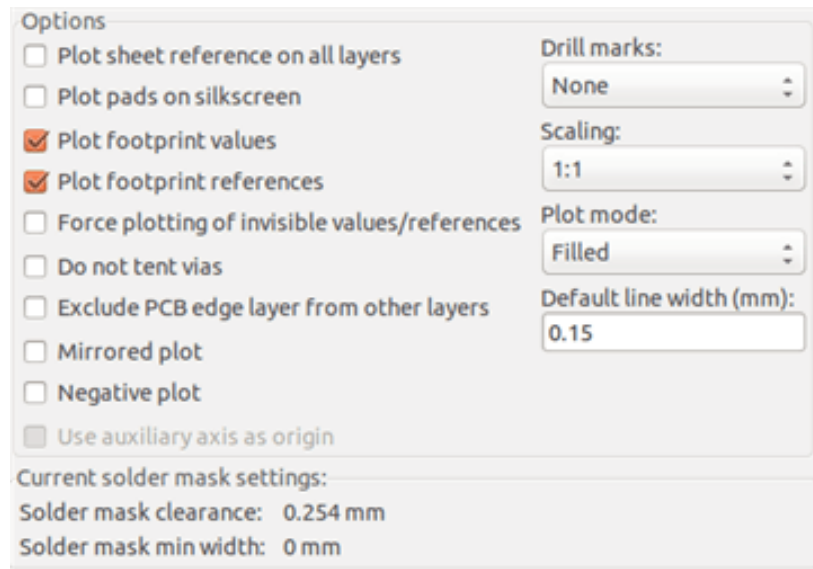 Options
Plot sheet reference on all layers
Plot pads on silkscreen
Plot footprint values
Plot footprint references
Force plotting of invisible values/references
Do not tent vias
Exclude PCB edge layer from other layers
Mirrored plot
Negative plot
Use auxiliary axis as origin
Drill marks:
None
Scaling:
1:1
Plot mode:
Filled
Default line width (mm):
0.15
Current solder mask settings:
Solder mask clearance: 0.254 mm
Solder mask min width: 0 mm